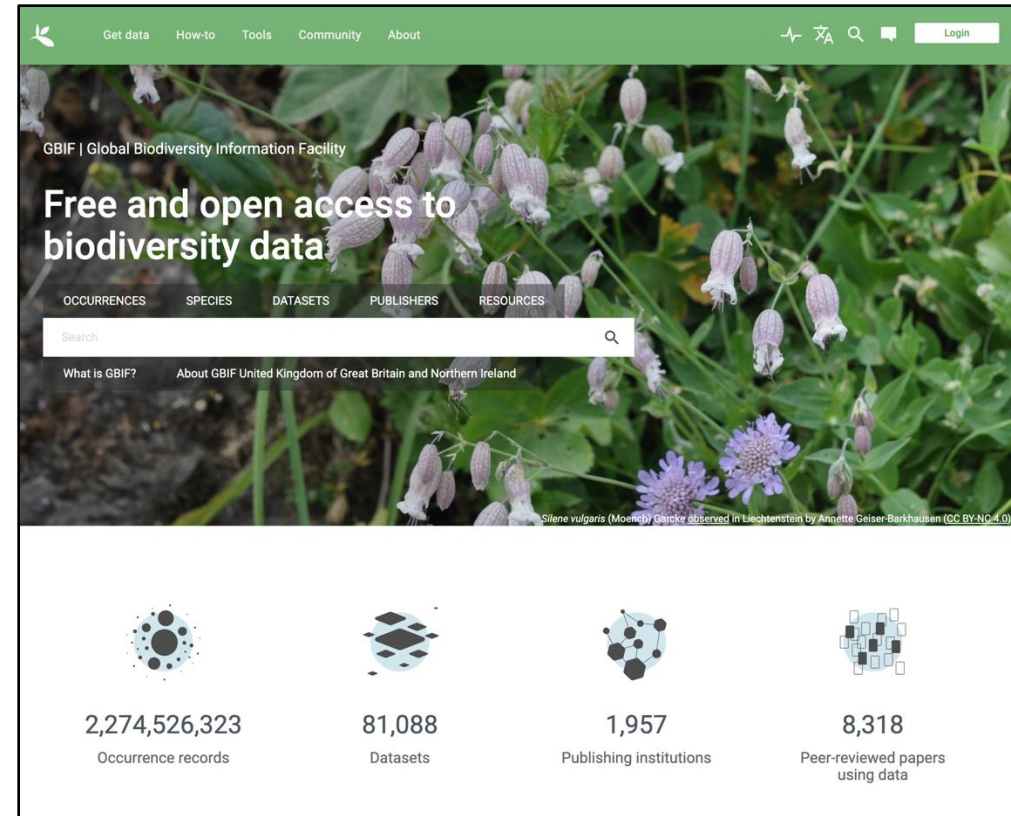 Get data How-to Tools Community About Login
GBIF | Global Biodiversity Information Facility
Free and open access to
biodiversity data
OCCURRENCES SPECIES DATASETS PUBLISHERS RESOURCES
Search
What is GBIF? About GBIF United Kingdom of Great Britain and Northern Ireland
Silene vulgaris (Moench) Garcke observed in Liechtenstein by Annette Geiser-Barkhausen (CC BY-NC 4.0)
2,274,526,323 81,088 1,957 8,318
Occurrence records Datasets Publishing institutions Peer-reviewed papers
using data